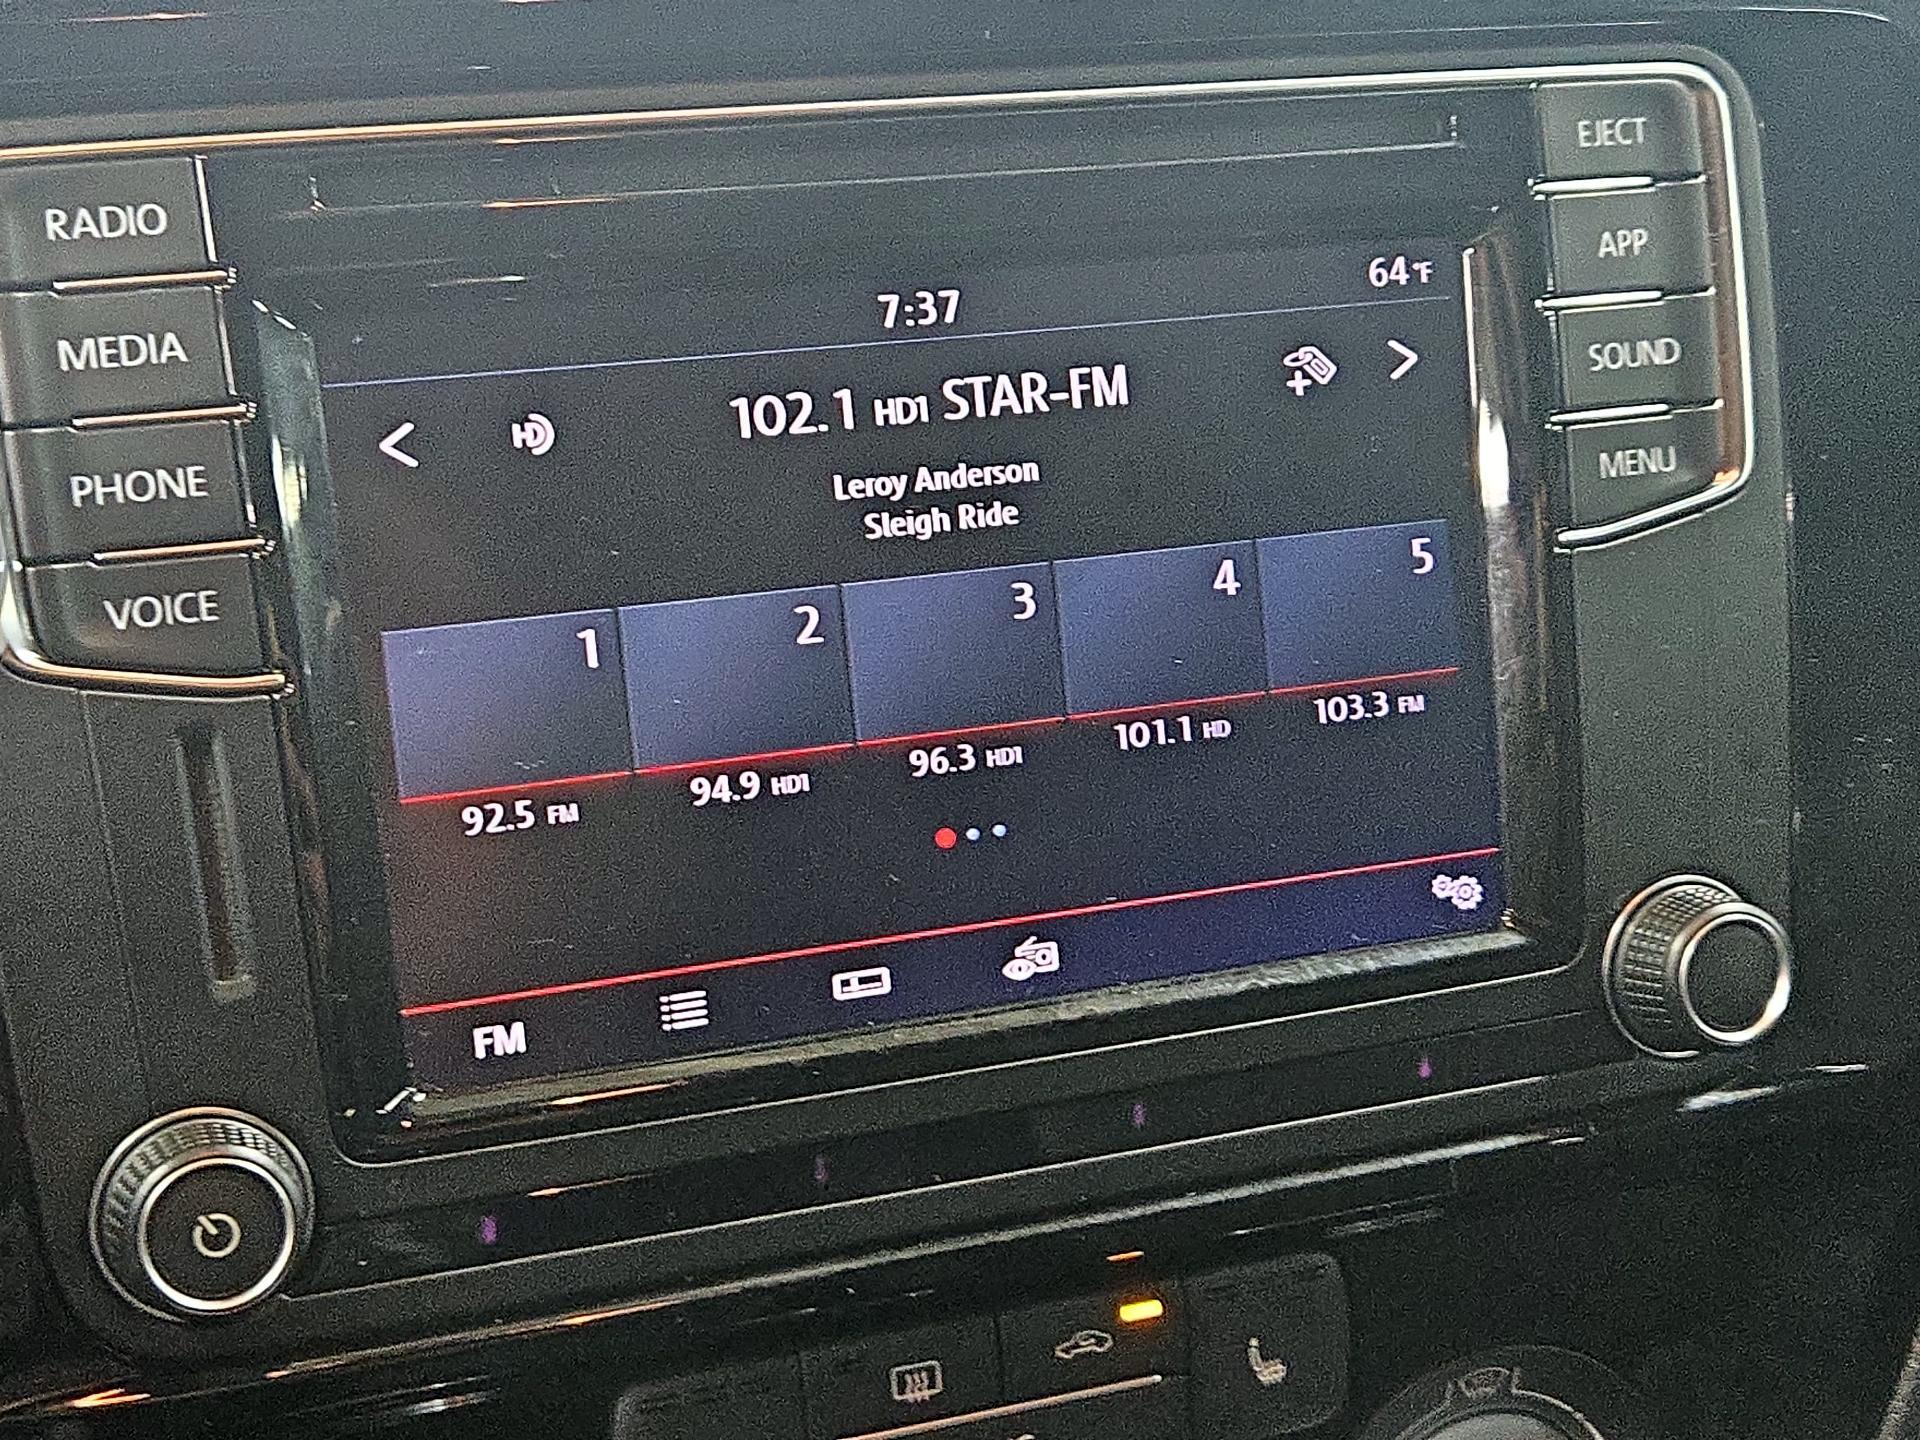 RADIO
MEDIA
PHONE
VOICE
EJECT
APP
SOUND
MENU
7:37
64°F
HD
102.1 HD1 STAR-FM
Leroy Anderson
Sleigh Ride
1
2
3
4
5
92.5 FM
94.9 HD1
96.3 HD1
101.1 HD
103.3 FM
FM